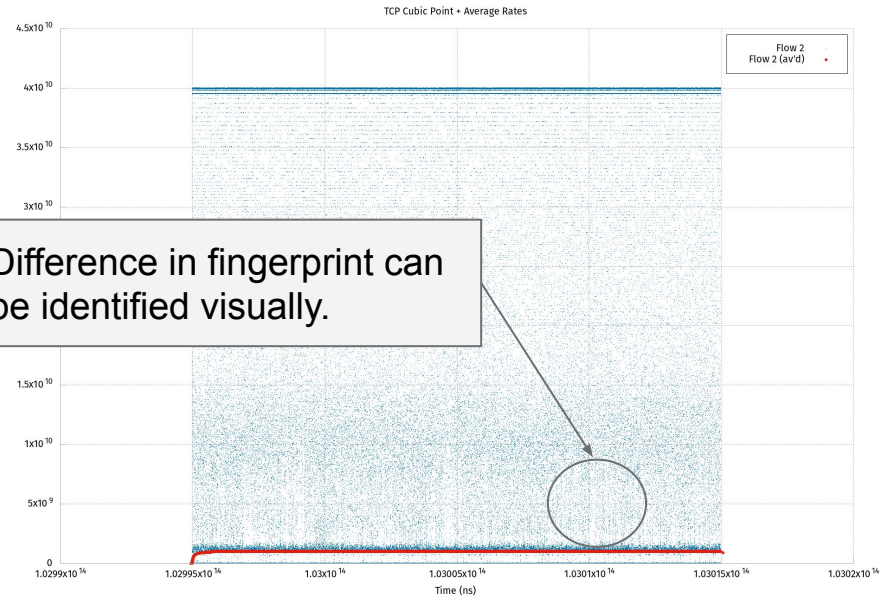 TCP Cubic Point + Average Rates
4.5x10 10
Flow 2
Flow 2 (av'd)
4x10 10
3.5x10 10
3x10 10
Difference in fingerprint can
be identified visually.
1.5x10 10
1x10 10
5x10 9
0
1.0299x10 14 1.02995x10 14 1.03x10 14 1.03005x10 14 1.0301x10 14 1.03015x10 14 1.0302x10 14
Time (ns)